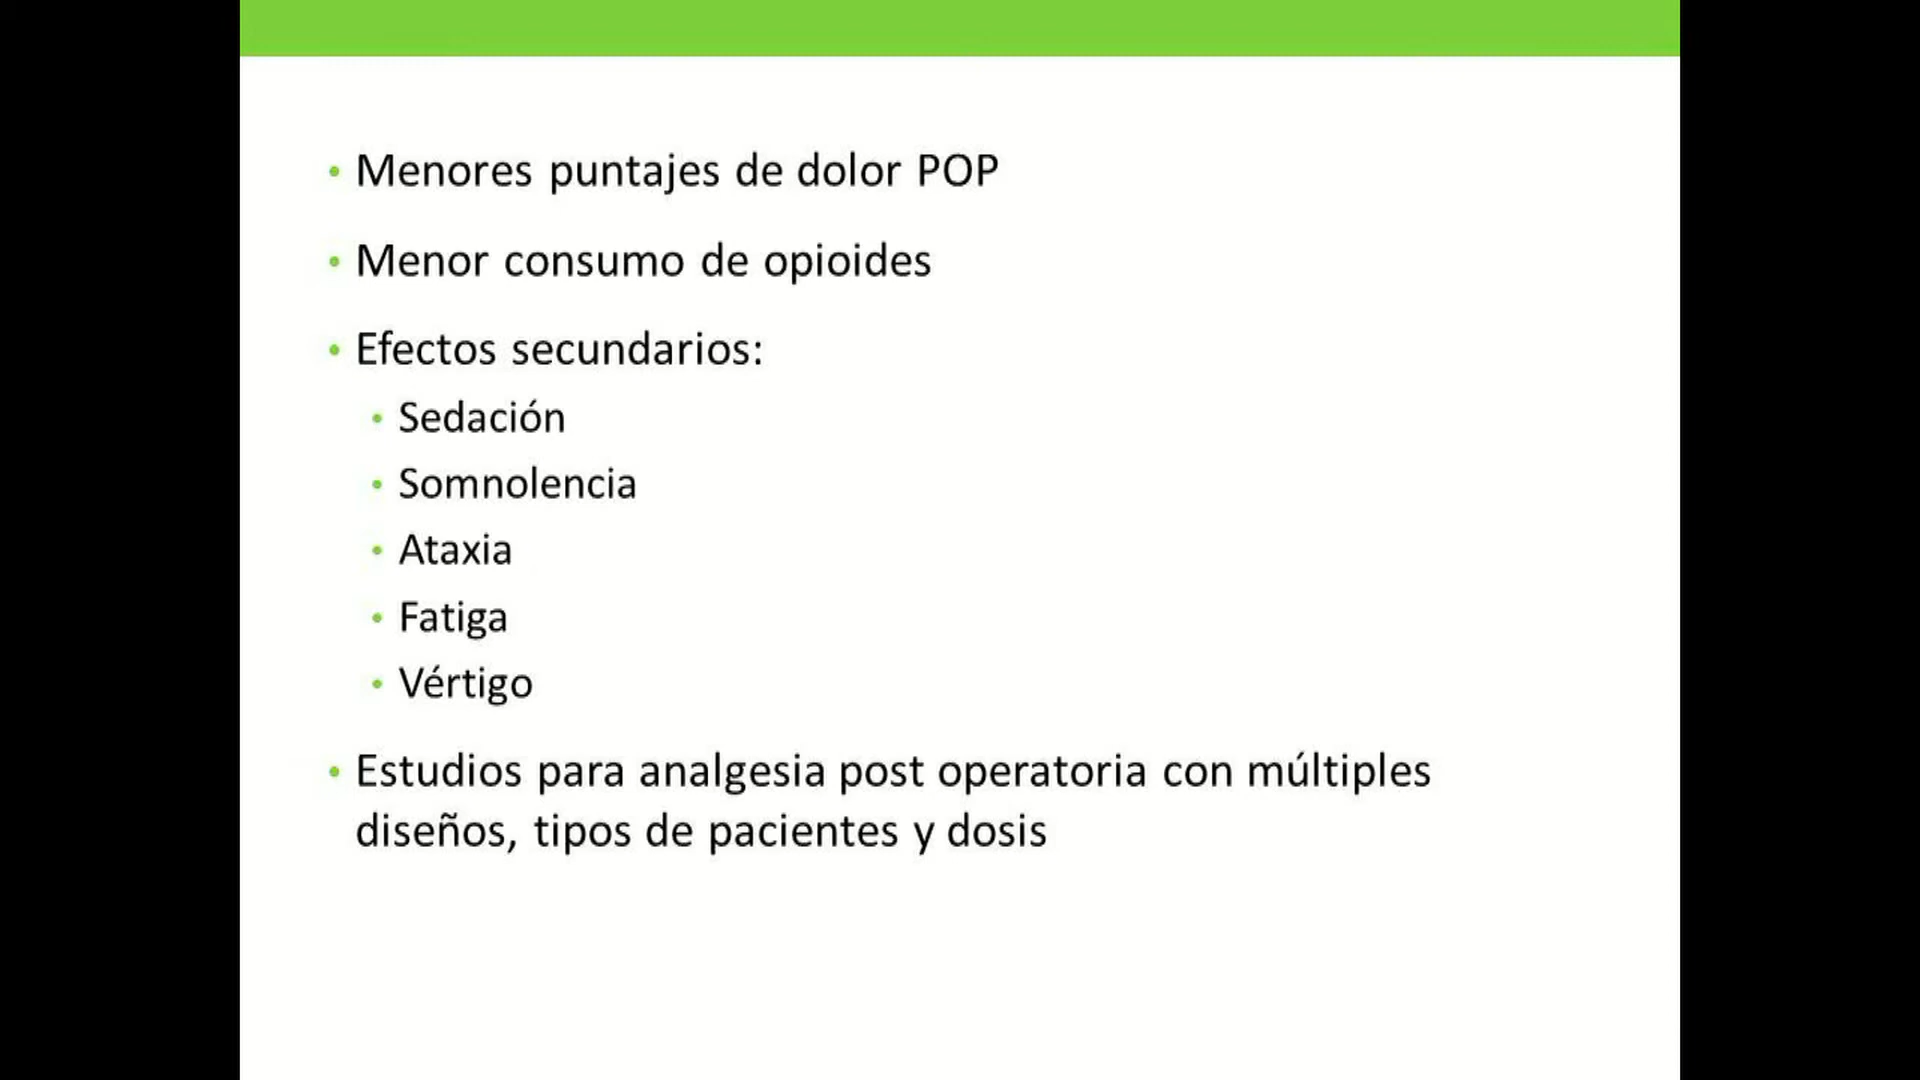 • Menores puntajes de dolor POP
• Menor consumo de opioides
• Efectos secundarios:
• Sedación
• Somnolencia
• Ataxia
• Fatiga
• Vértigo
• Estudios para analgesia post operatoria con múltiples
diseños, tipos de pacientes y dosis